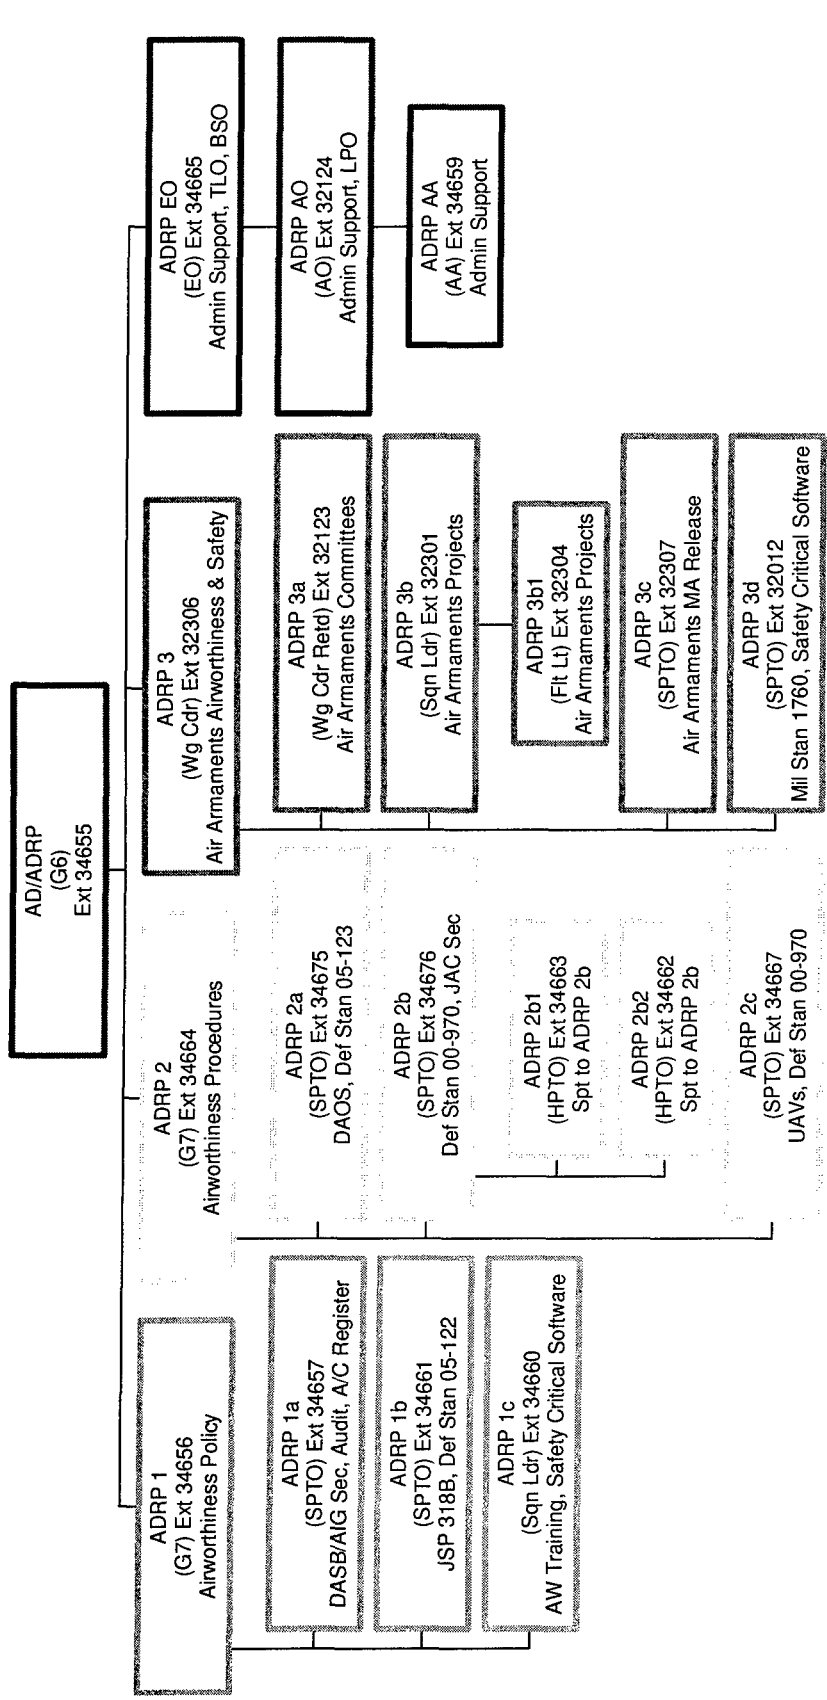 AD/ADRP
(G6)
Ext 34655
ADRP 1
(G7) Ext 34656
Airworthiness Policy
ADRP 1a
(SPTO) Ext 34657
DASB/AIG Sec, Audit, A/C Register
ADRP 1b
(SPTO) Ext 34661
JSP 318B, Def Stan 05-122
ADRP 1c
(Sqn Ldr) Ext 34660
AW Training, Safety Critical Software
ADRP 2
(G7) Ext 34664
Airworthiness Procedures
ADRP 2a
(SPTO) Ext 34675
DAOS, Def Stan 05-123
ADRP 2b
(SPTO) Ext 34676
Def Stan 00-970, JAC Sec
ADRP 2b1
(HPTO) Ext 34663
Spt to ADRP 2b
ADRP 2b2
(HPTO) Ext 34662
Spt to ADRP 2b
ADRP 2c
(SPTO) Ext 34667
UAVs, Def Stan 00-970
ADRP 3
(Wg Cdr) Ext 32306
Air Armaments Airworthiness & Safety
ADRP 3a
(Wg Cdr Retd) Ext 32123
Air Armaments Committees
ADRP 3b
(Sqn Ldr) Ext 32301
Air Armaments Projects
ADRP 3b1
(Flt Lt) Ext 32304
Air Armaments Projects
ADRP 3c
(SPTO) Ext 32307
Air Armaments MA Release
ADRP 3d
(SPTO) Ext 32012
Mil Stan 1760, Safety Critical Software
ADRP EO
(EO) Ext 34665
Admin Support, TLO, BSO
ADRP AO
(AO) Ext 32124
Admin Support, LPO
ADRP AA
(AA) Ext 34659
Admin Support